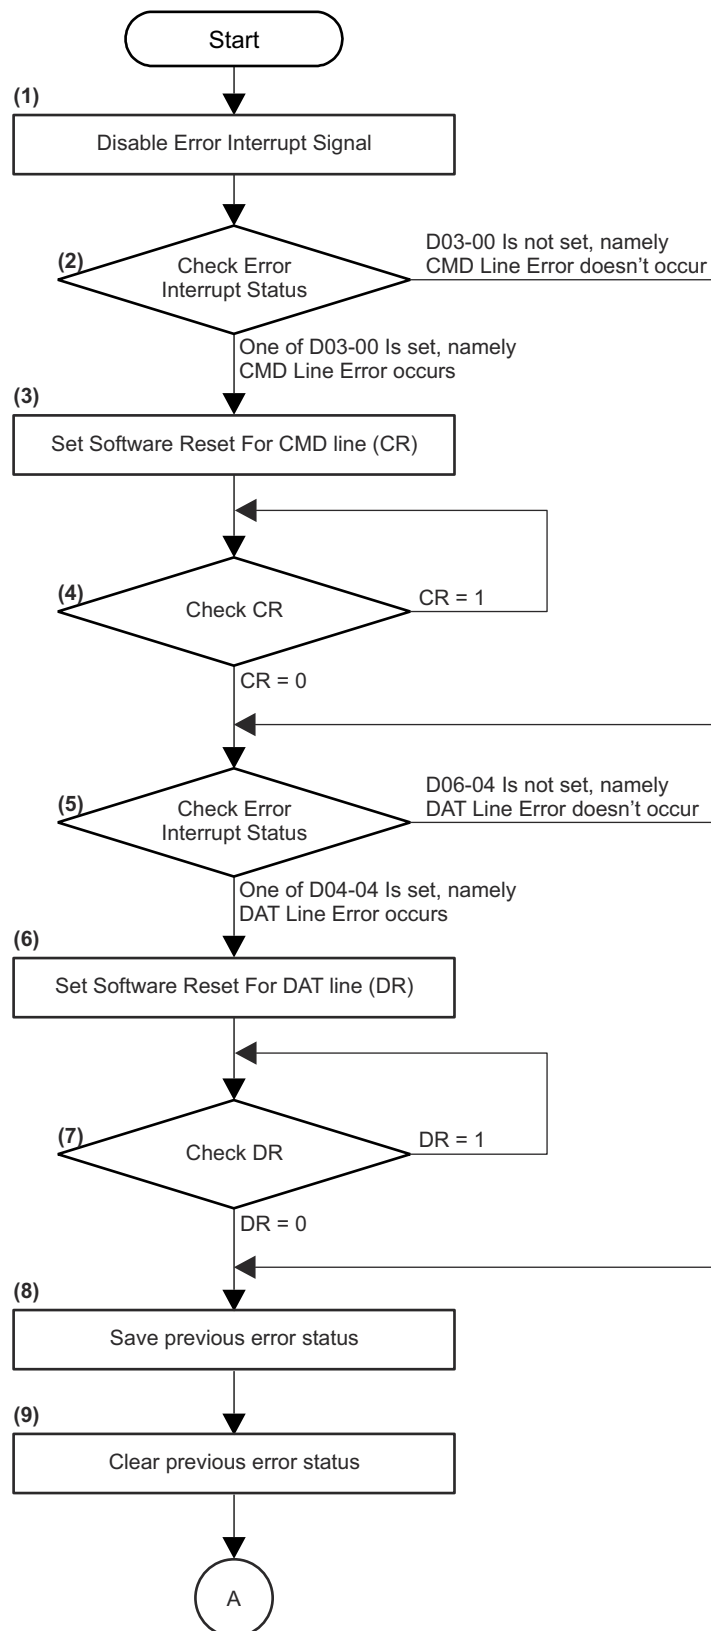 Start
(1)
Disable Error Interrupt Signal
(2)
Check Error
Interrupt Status
D03-00 Is not set, namely
CMD Line Error doesn't occur
One of D03-00 Is set, namely
CMD Line Error occurs
(3)
Set Software Reset For CMD line (CR)
(4)
Check CR
CR = 1
CR = 0
(5)
Check Error
Interrupt Status
D06-04 Is not set, namely
DAT Line Error doesn't occur
One of D04-04 Is set, namely
DAT Line Error occurs
(6)
Set Software Reset For DAT line (DR)
(7)
Check DR
DR = 1
DR = 0
(8)
Save previous error status
(9)
Clear previous error status
A